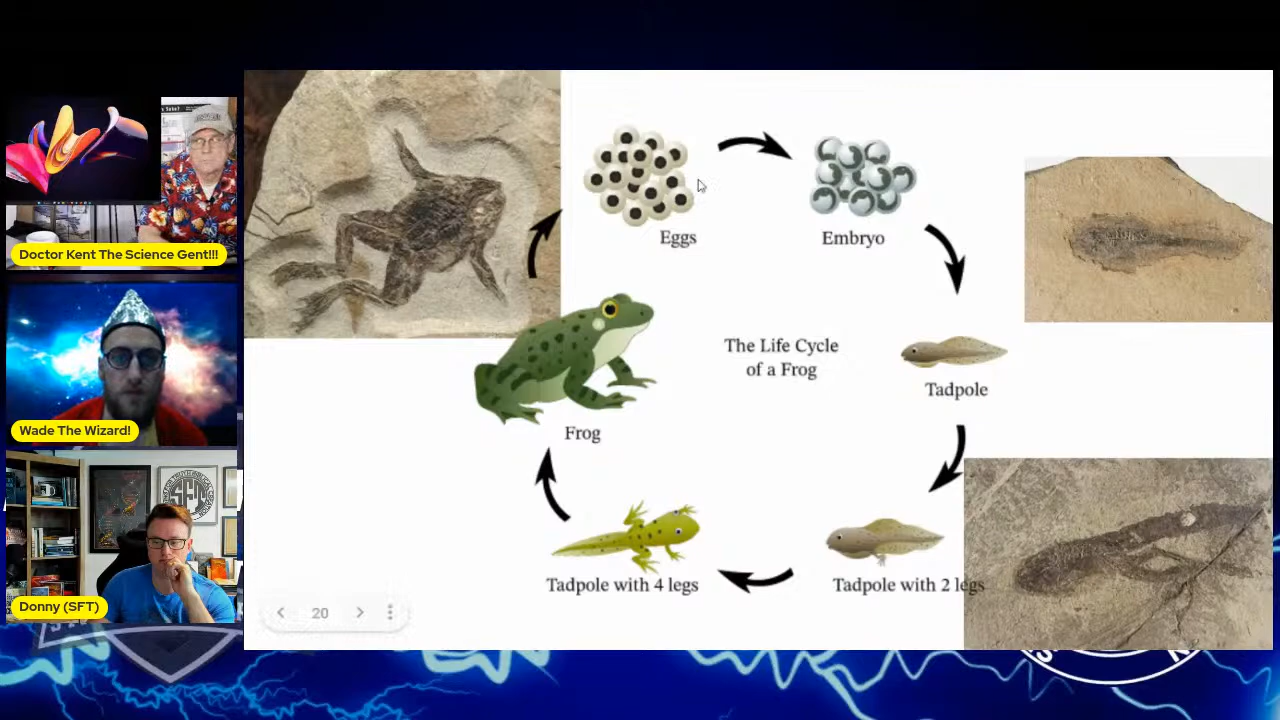 Doctor Kent The Science Gent!!!
Wade The Wizard!
SFT
Donny (SFT)
Eggs
Embryo
The Life Cycle
of a Frog
Tadpole
Frog
Tadpole with 4 legs
Tadpole with 2 legs
20